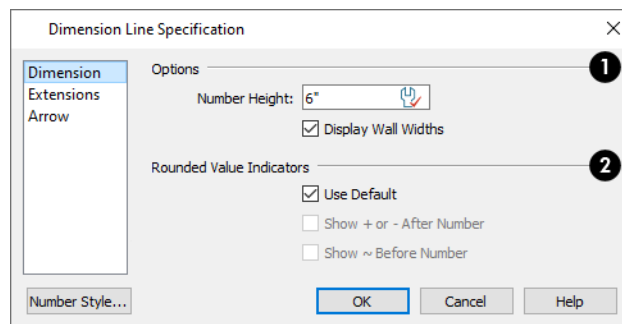 Dimension Line Specification
Dimension
Extensions
Arrow
Options
1
Number Height: 6"
Display Wall Widths
Rounded Value Indicators
2
Use Default
Show + or - After Number
Show ~ Before Number
Number Style...
OK
Cancel
Help